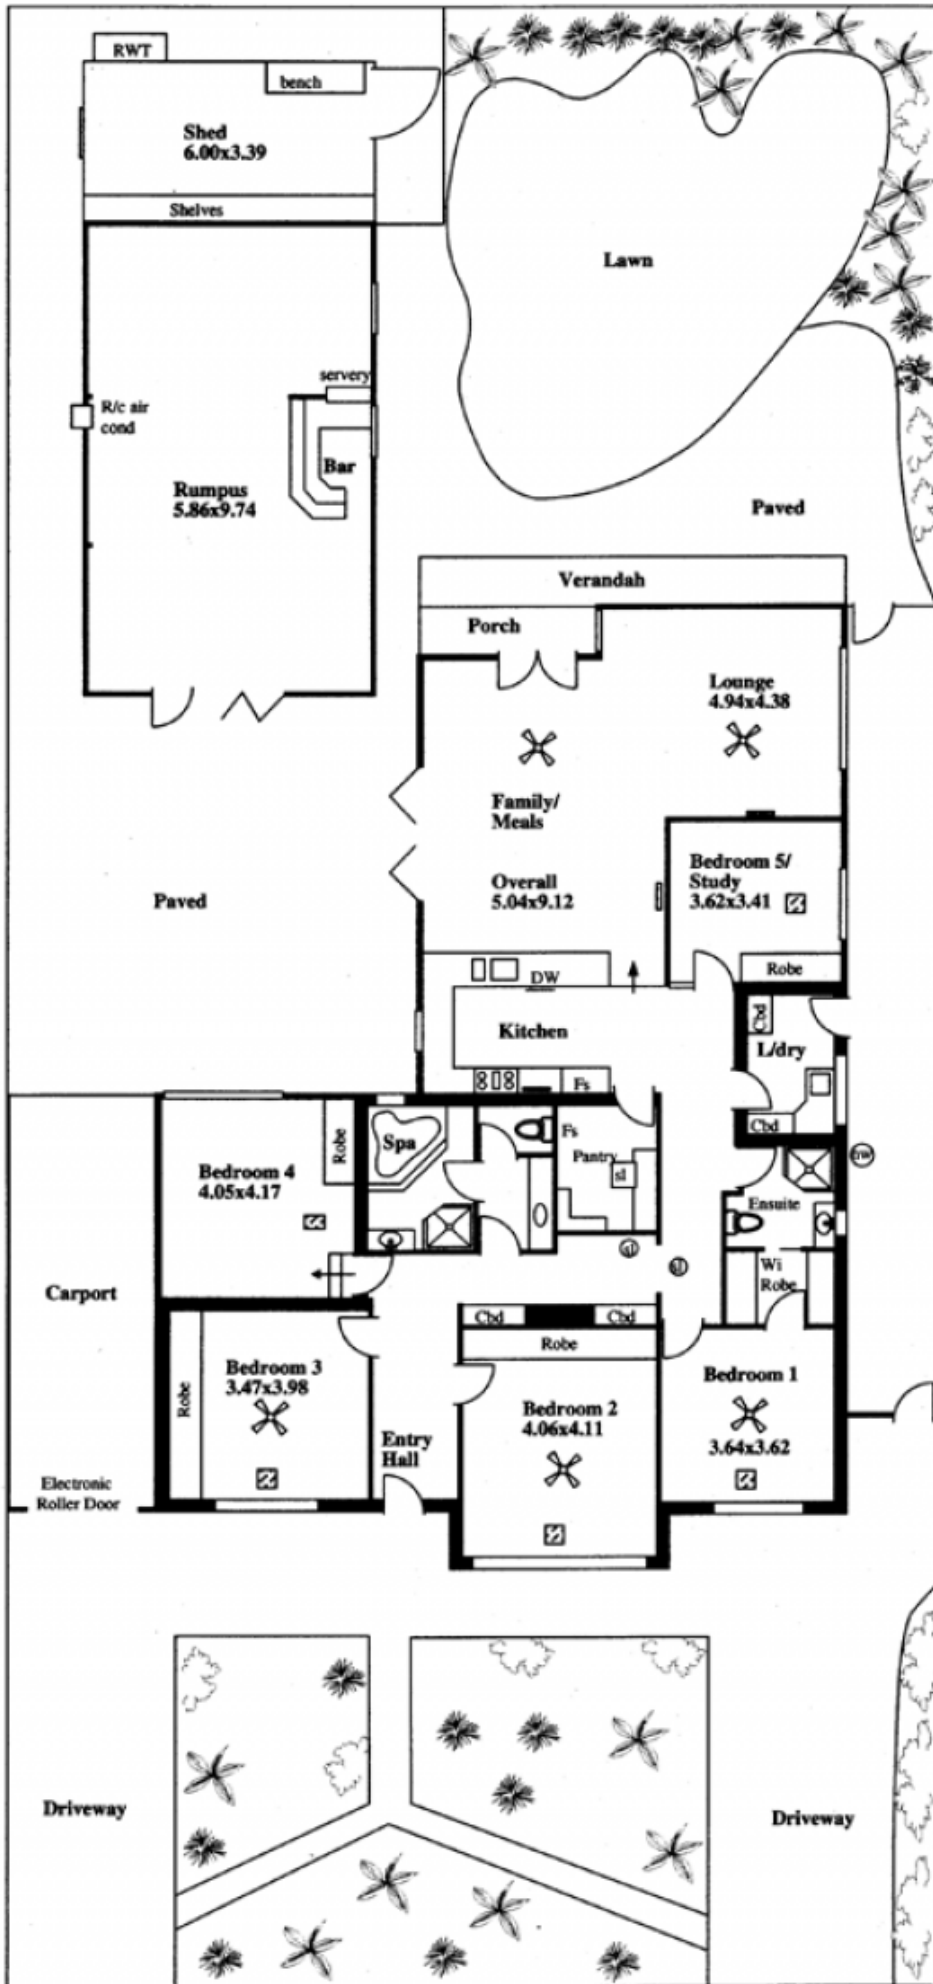 RWT
bench
Shed
6.00x3.39
Shelves
Lawn
servery
R/c air
cond
Bar
Rumpus
5.86x9.74
Paved
Verandah
Porch
Lounge
4.94x4.38
Family/
Meals
Bedroom 5/
Study
3.62x3.41
Overall
5.04x9.12
Paved
Robe
DW
Kitchen
Cbd
L/dry
Fs
Cbd
Robe
Spa
Fs
Pantry
sl
hw
Bedroom 4
4.05x4.17
Ensuite
sl
sl
Wi
Robe
Carport
Cbd
Cbd
Robe
Bedroom 3
3.47x3.98
Robe
Bedroom 1
3.64x3.62
Bedroom 2
4.06x4.11
Entry
Hall
Electronic
Roller Door
Driveway
Driveway